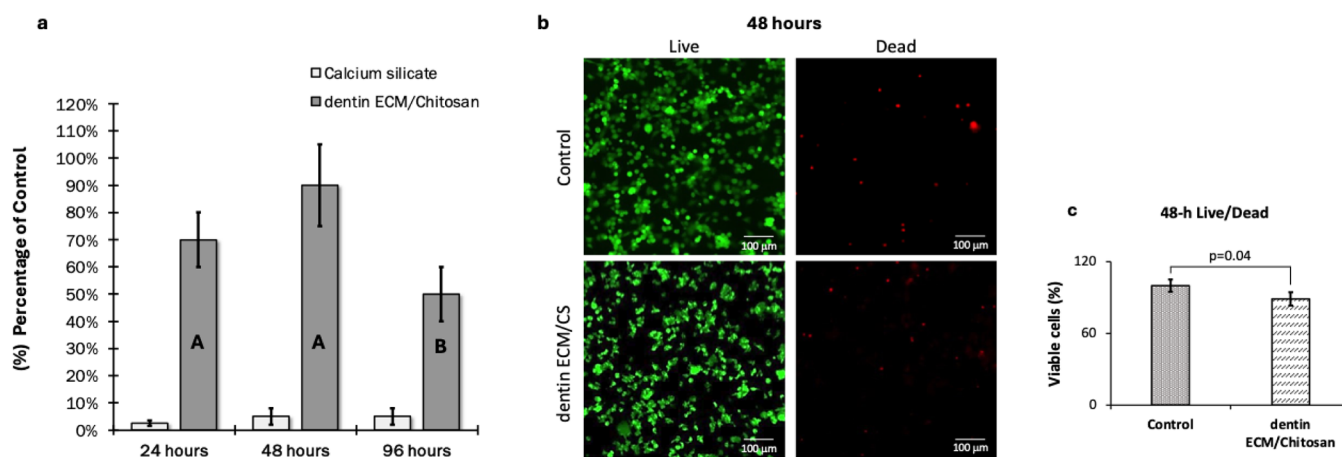 a
Calcium silicate
dentin ECM/Chitosan
(%) Percentage of Control
120%
110%
100%
90%
80%
70%
60%
50%
40%
30%
20%
10%
0%
A
A
B
24 hours
48 hours
96 hours
b
48 hours
Live
Dead
Control
dentin ECM/CS
100 µm
100 µm
100 µm
100 µm
c
48-h Live/Dead
p=0.04
Viable cells (%)
120
60
0
Control
dentin
ECM/Chitosan